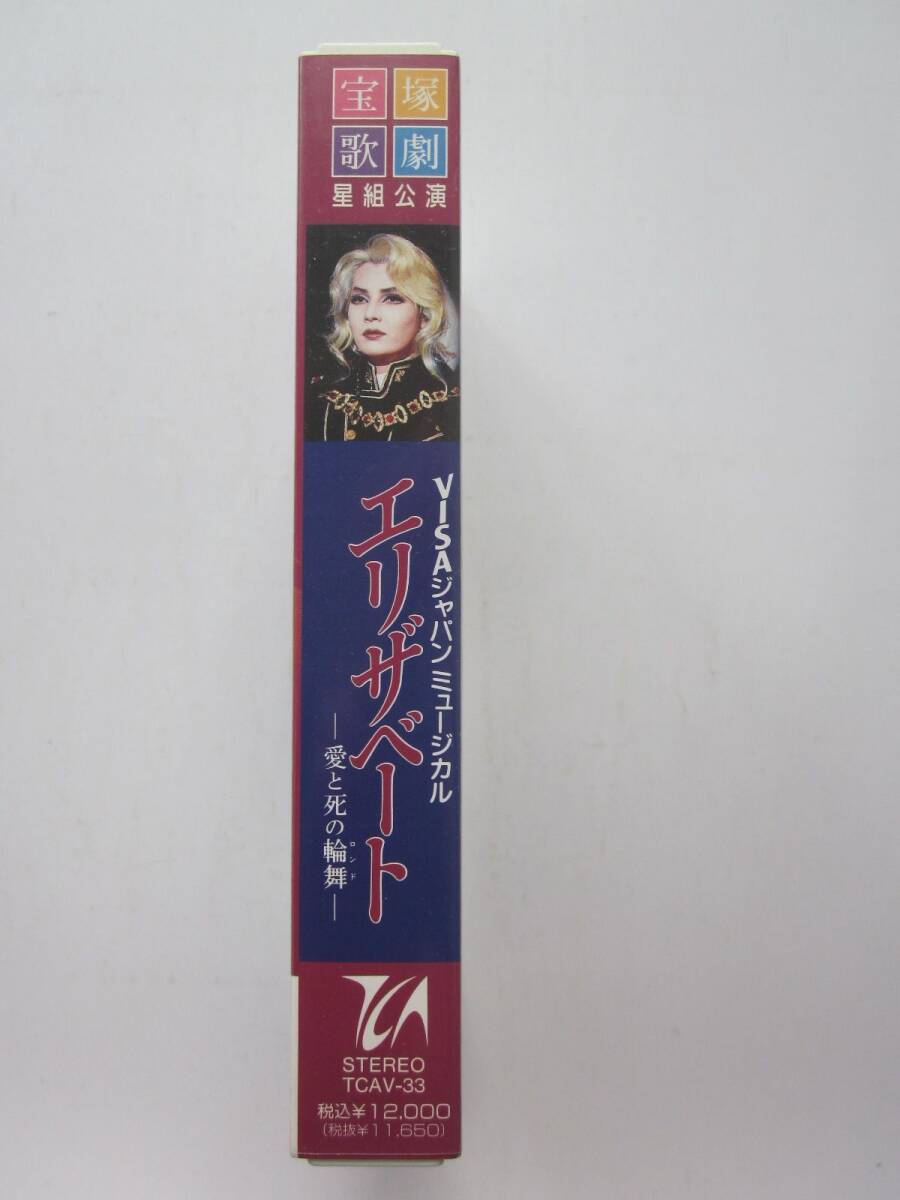 宝塚
歌劇
星組公演
VISAジャパン ミュージカル
エリザベート
―愛と死の輪舞―
ロンド
TCA
STEREO
TCAV-33
税込¥12,000
(税抜¥11,650)